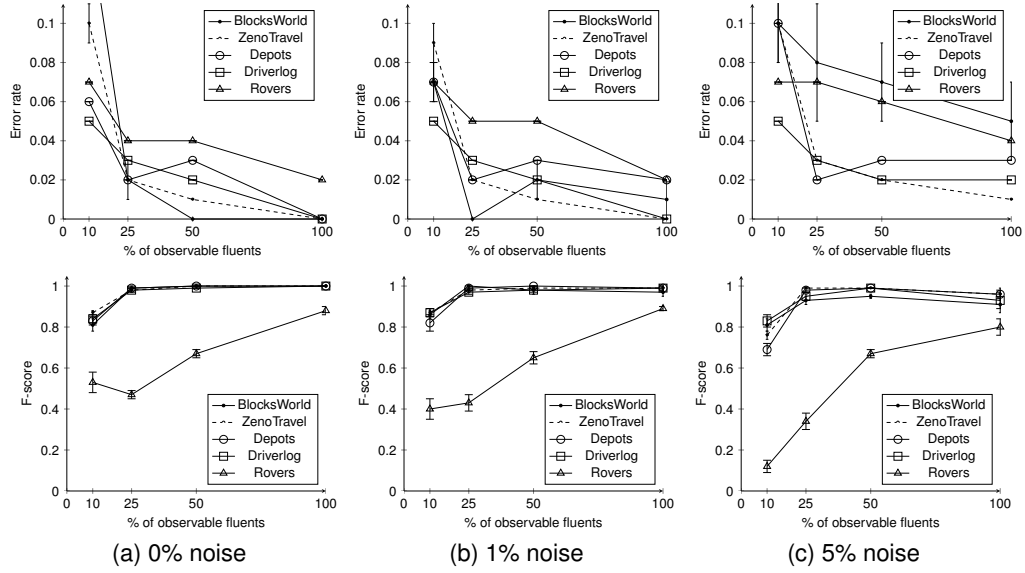 0.1
0.08
0.06
0.04
0.02
0
Error rate
BlocksWorld
ZenoTravel
Depots
Driverlog
Rovers
0 10 25 50 100
% of observable fluents
0.1
0.08
0.06
0.04
0.02
0
Error rate
BlocksWorld
ZenoTravel
Depots
Driverlog
Rovers
0 10 25 50 100
% of observable fluents
0.1
0.08
0.06
0.04
0.02
0
Error rate
BlocksWorld
ZenoTravel
Depots
Driverlog
Rovers
0 10 25 50 100
% of observable fluents
1
0.8
0.6
0.4
0.2
0
F-score
BlocksWorld
ZenoTravel
Depots
Driverlog
Rovers
0 10 25 50 100
% of observable fluents
(a) 0% noise
1
0.8
0.6
0.4
0.2
0
F-score
BlocksWorld
ZenoTravel
Depots
Driverlog
Rovers
0 10 25 50 100
% of observable fluents
(b) 1% noise
1
0.8
0.6
0.4
0.2
0
F-score
BlocksWorld
ZenoTravel
Depots
Driverlog
Rovers
0 10 25 50 100
% of observable fluents
(c) 5% noise